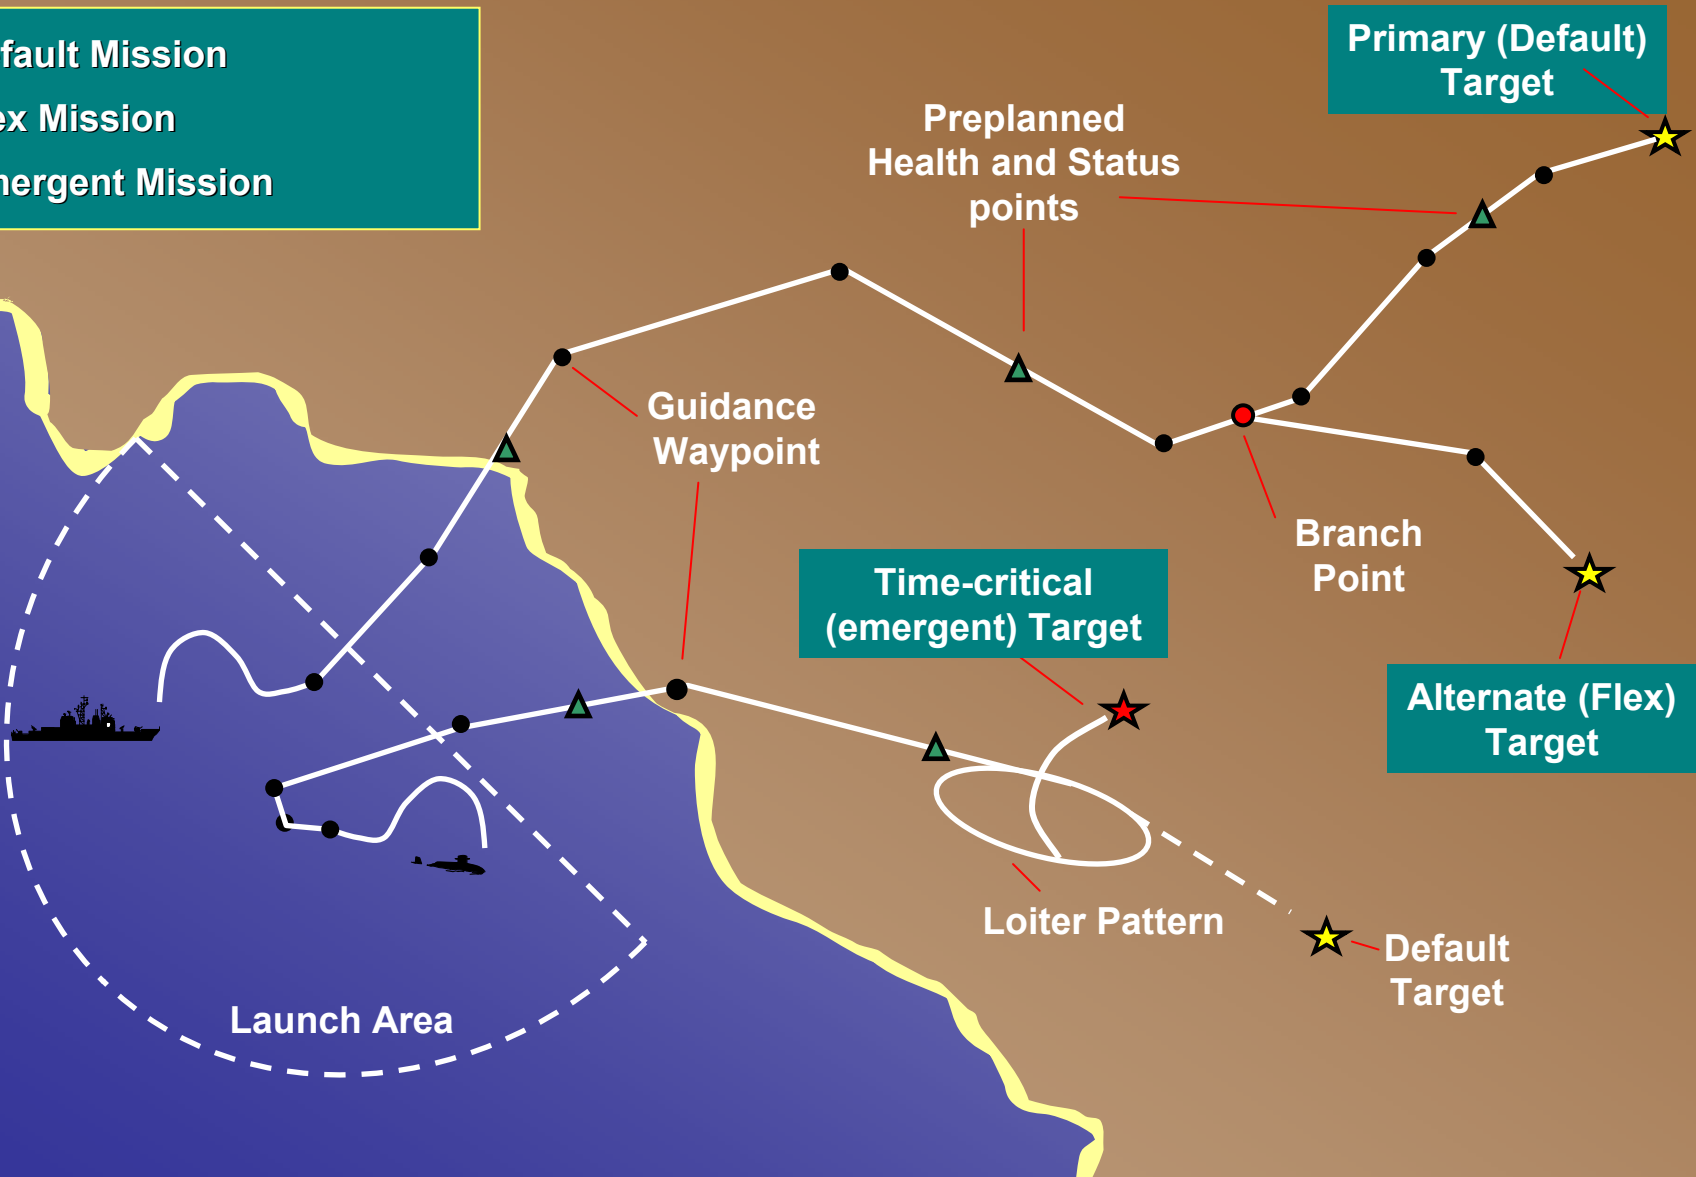 fault Mission
ex Mission
mergent Mission
Primary (Default)
Target
Preplanned
Health and Status
points
Guidance
Waypoint
Branch
Point
Time-critical
(emergent) Target
Alternate (Flex)
Target
Loiter Pattern
Default
Target
Launch Area